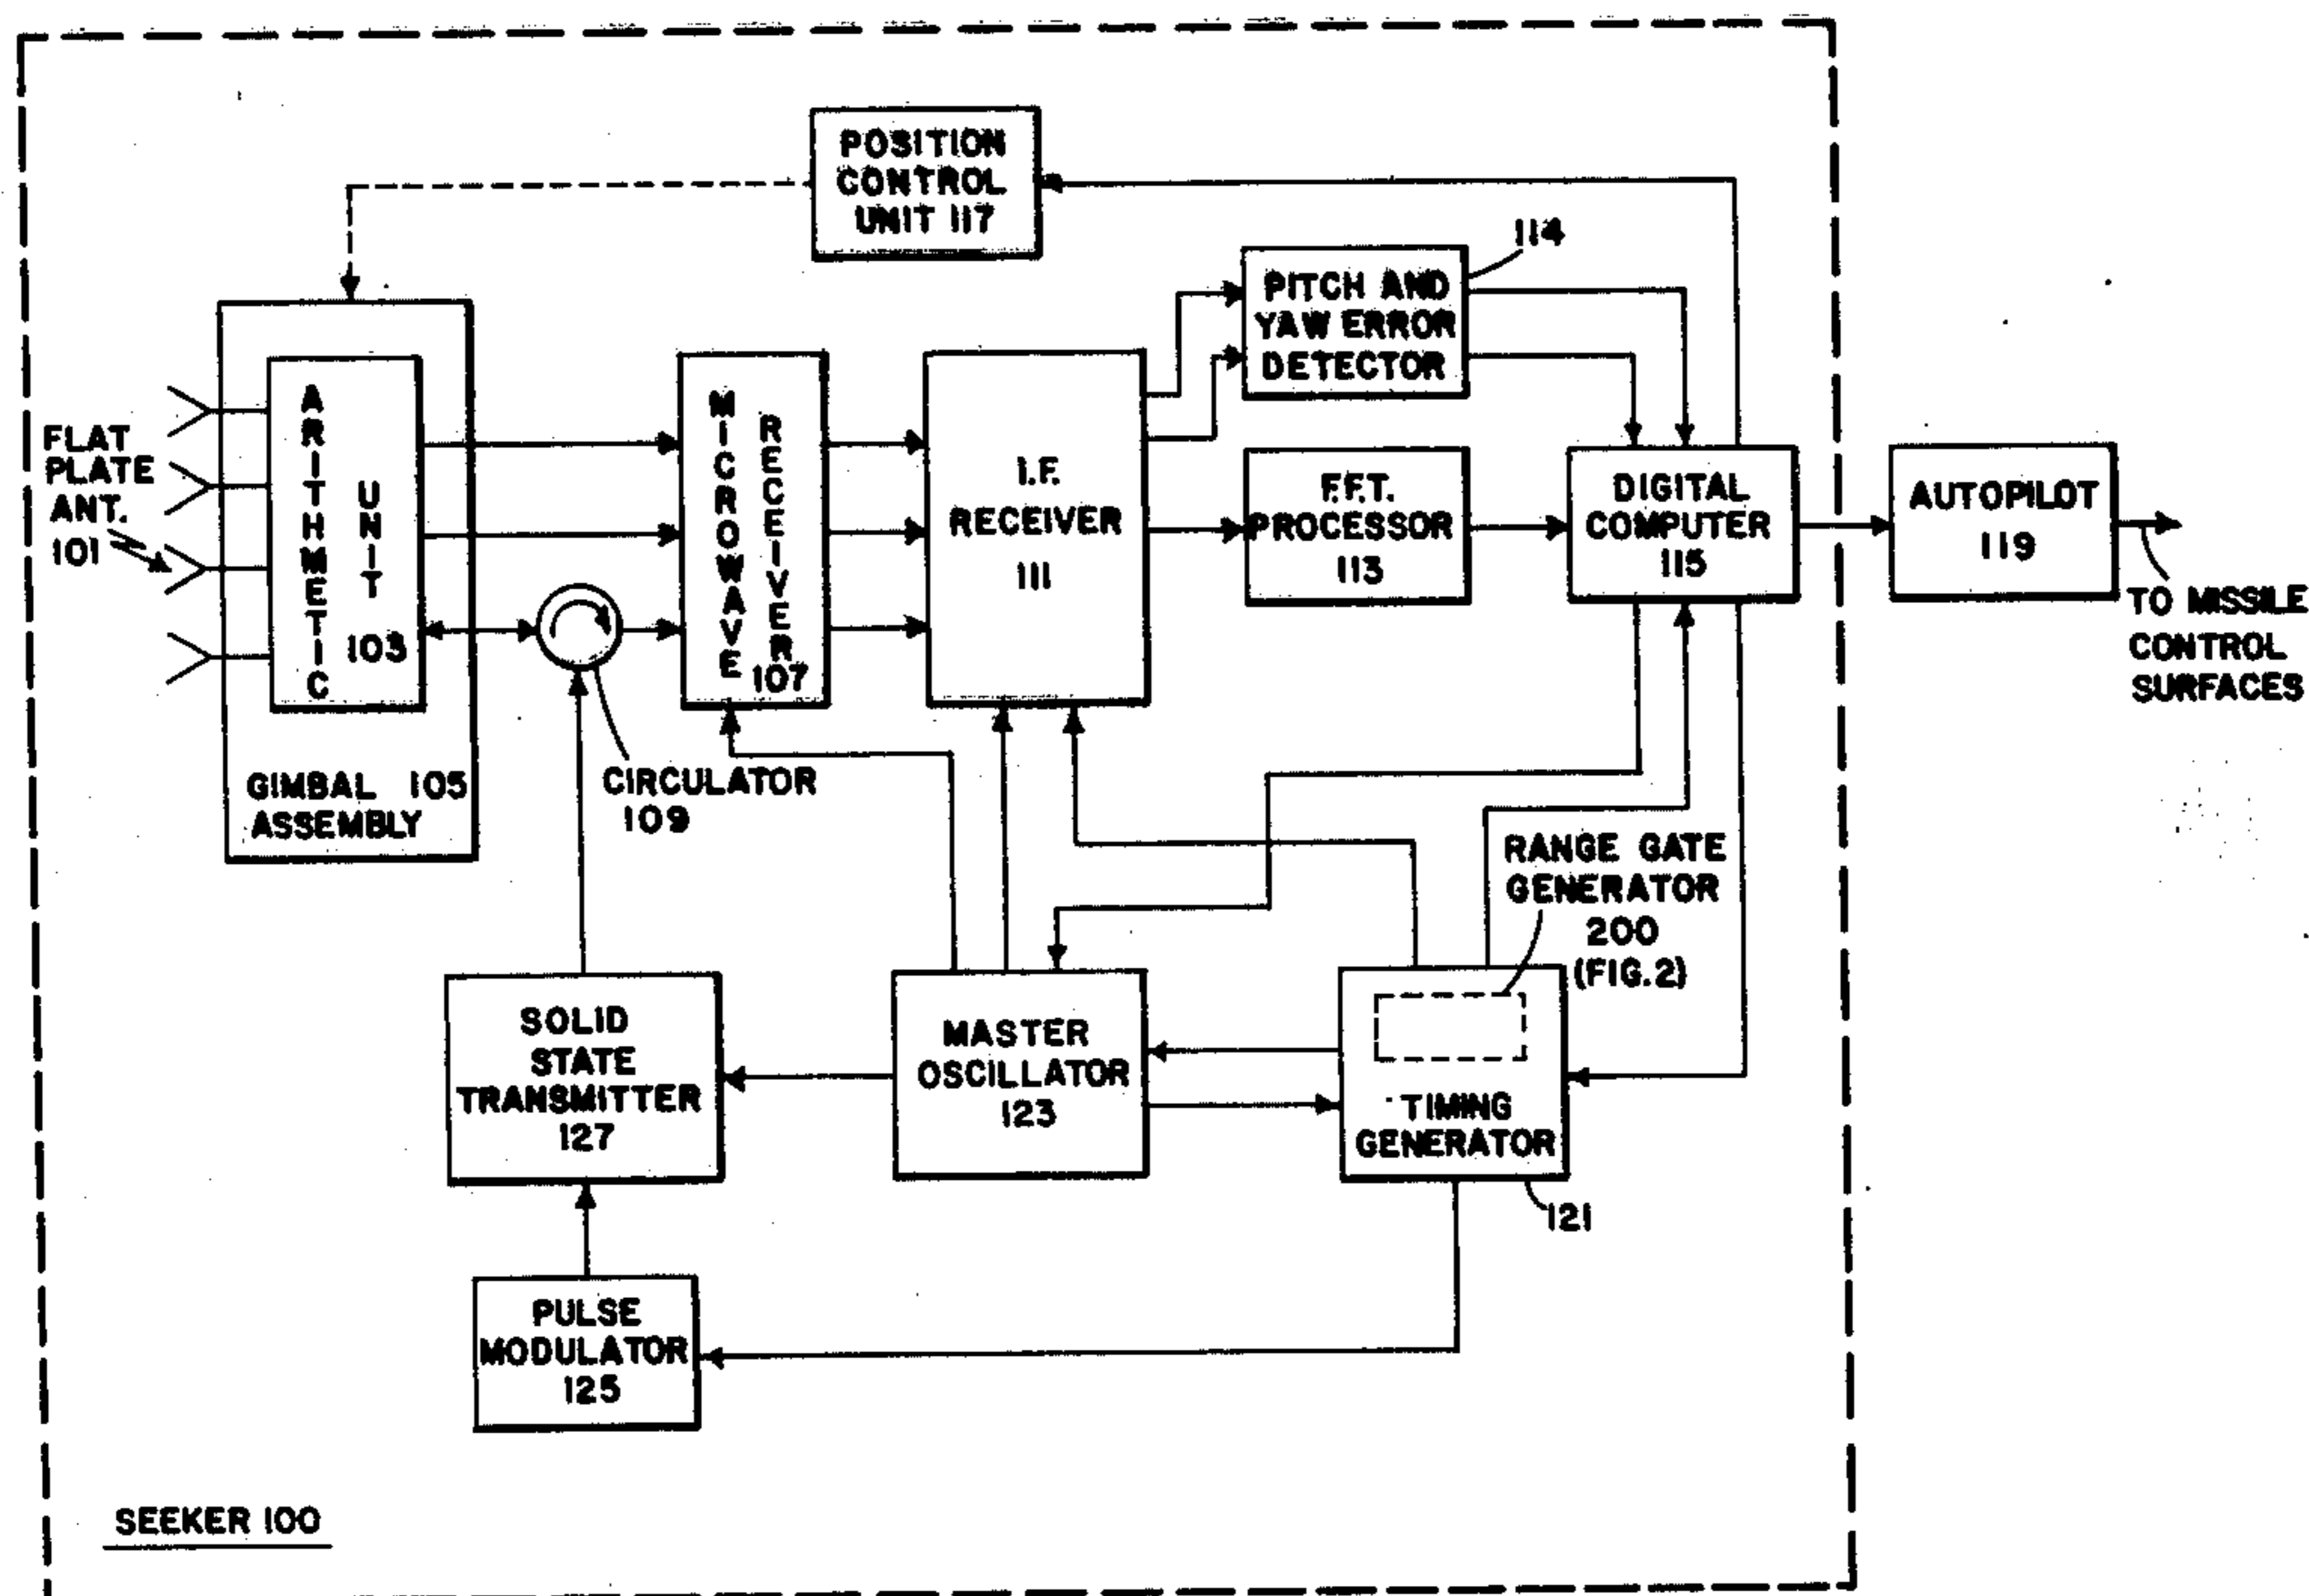 POSITION
CONTROL
UNIT 117
114
PITCH AND
YAW ERROR
DETECTOR
FLAT
PLATE
ANT.
101
ARITHMETIC
UNIT
103
GIMBAL 105
ASSEMBLY
CIRCULATOR
109
MICROWAVE
RECEIVER
107
I.F.
RECEIVER
111
F.F.T.
PROCESSOR
113
DIGITAL
COMPUTER
115
AUTOPILOT
119
TO MISSILE
CONTROL
SURFACES
RANGE GATE
GENERATOR
200
(FIG.2)
SOLID
STATE
TRANSMITTER
127
MASTER
OSCILLATOR
123
TIMING
GENERATOR
121
PULSE
MODULATOR
125
SEEKER 100